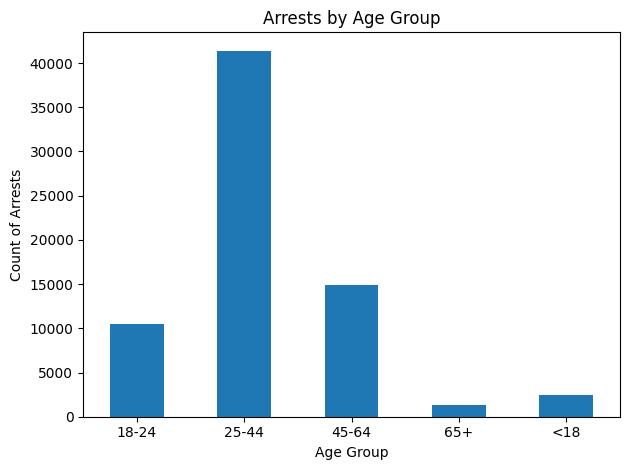 Arrests by Age Group
Count of Arrests
40000
35000
30000
25000
20000
15000
10000
5000
0
18-24 25-44 45-64 65+ <18
Age Group